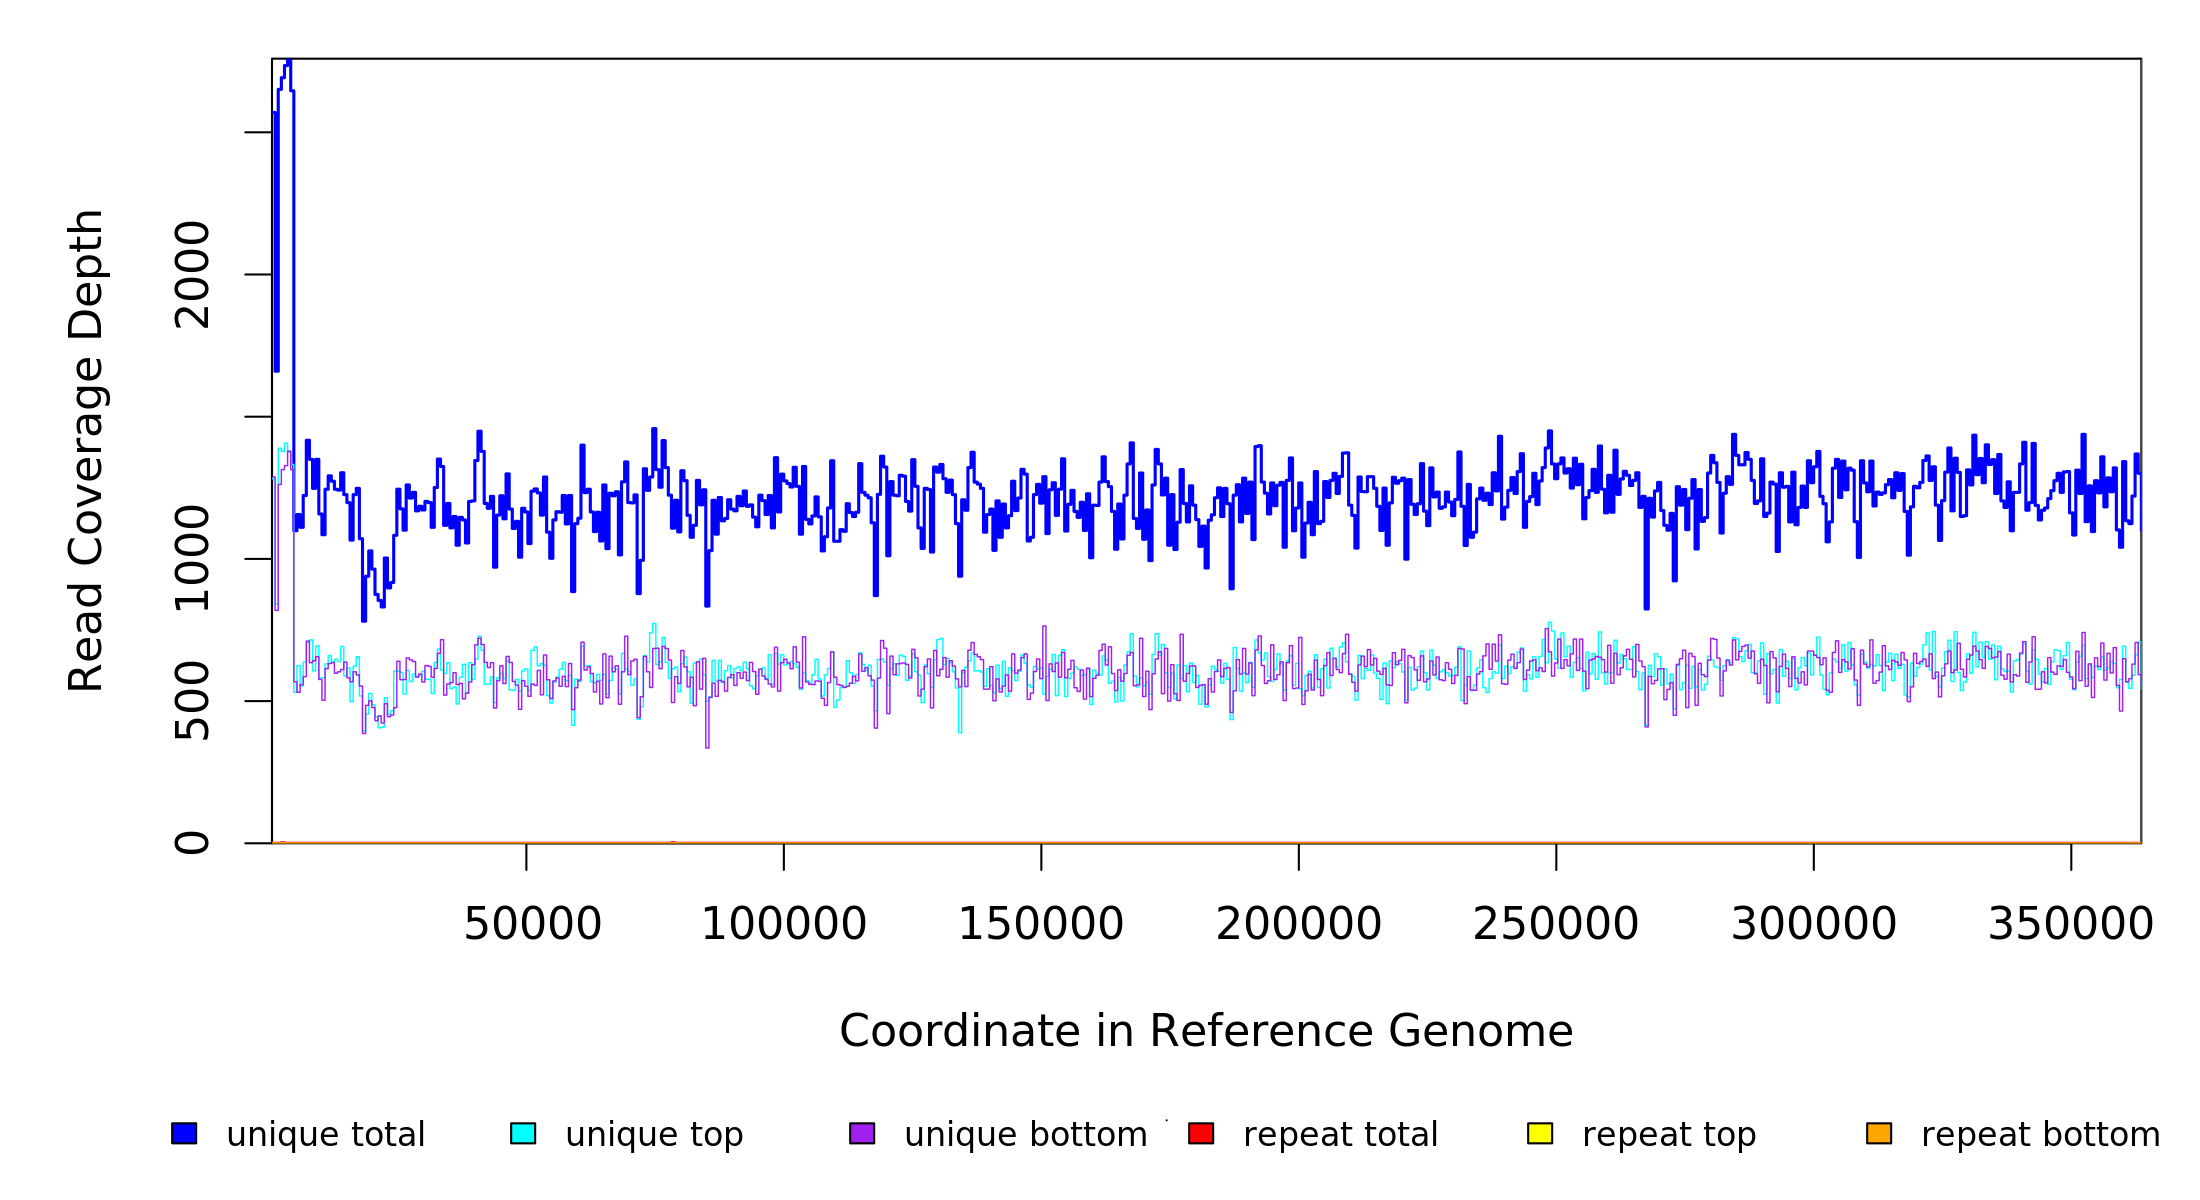 Read Coverage Depth
2000
1000
500
0
50000 100000 150000 200000 250000 300000 350000
Coordinate in Reference Genome
unique total unique top unique bottom repeat total repeat top repeat bottom